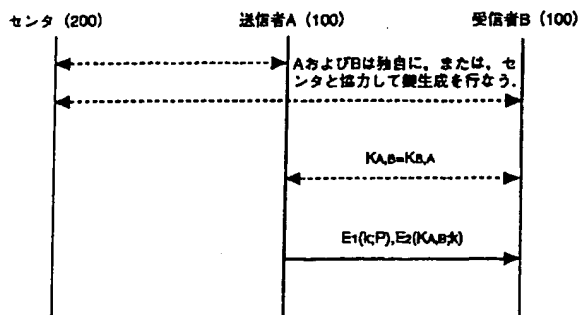 センタ (200)
送信者A (100)
受信者B (100)
AおよびBは独自に,または,セ
ンタと協力して鍵生成を行なう.
KA,B=KB,A
E1(k;P),E2(KA,B;k)